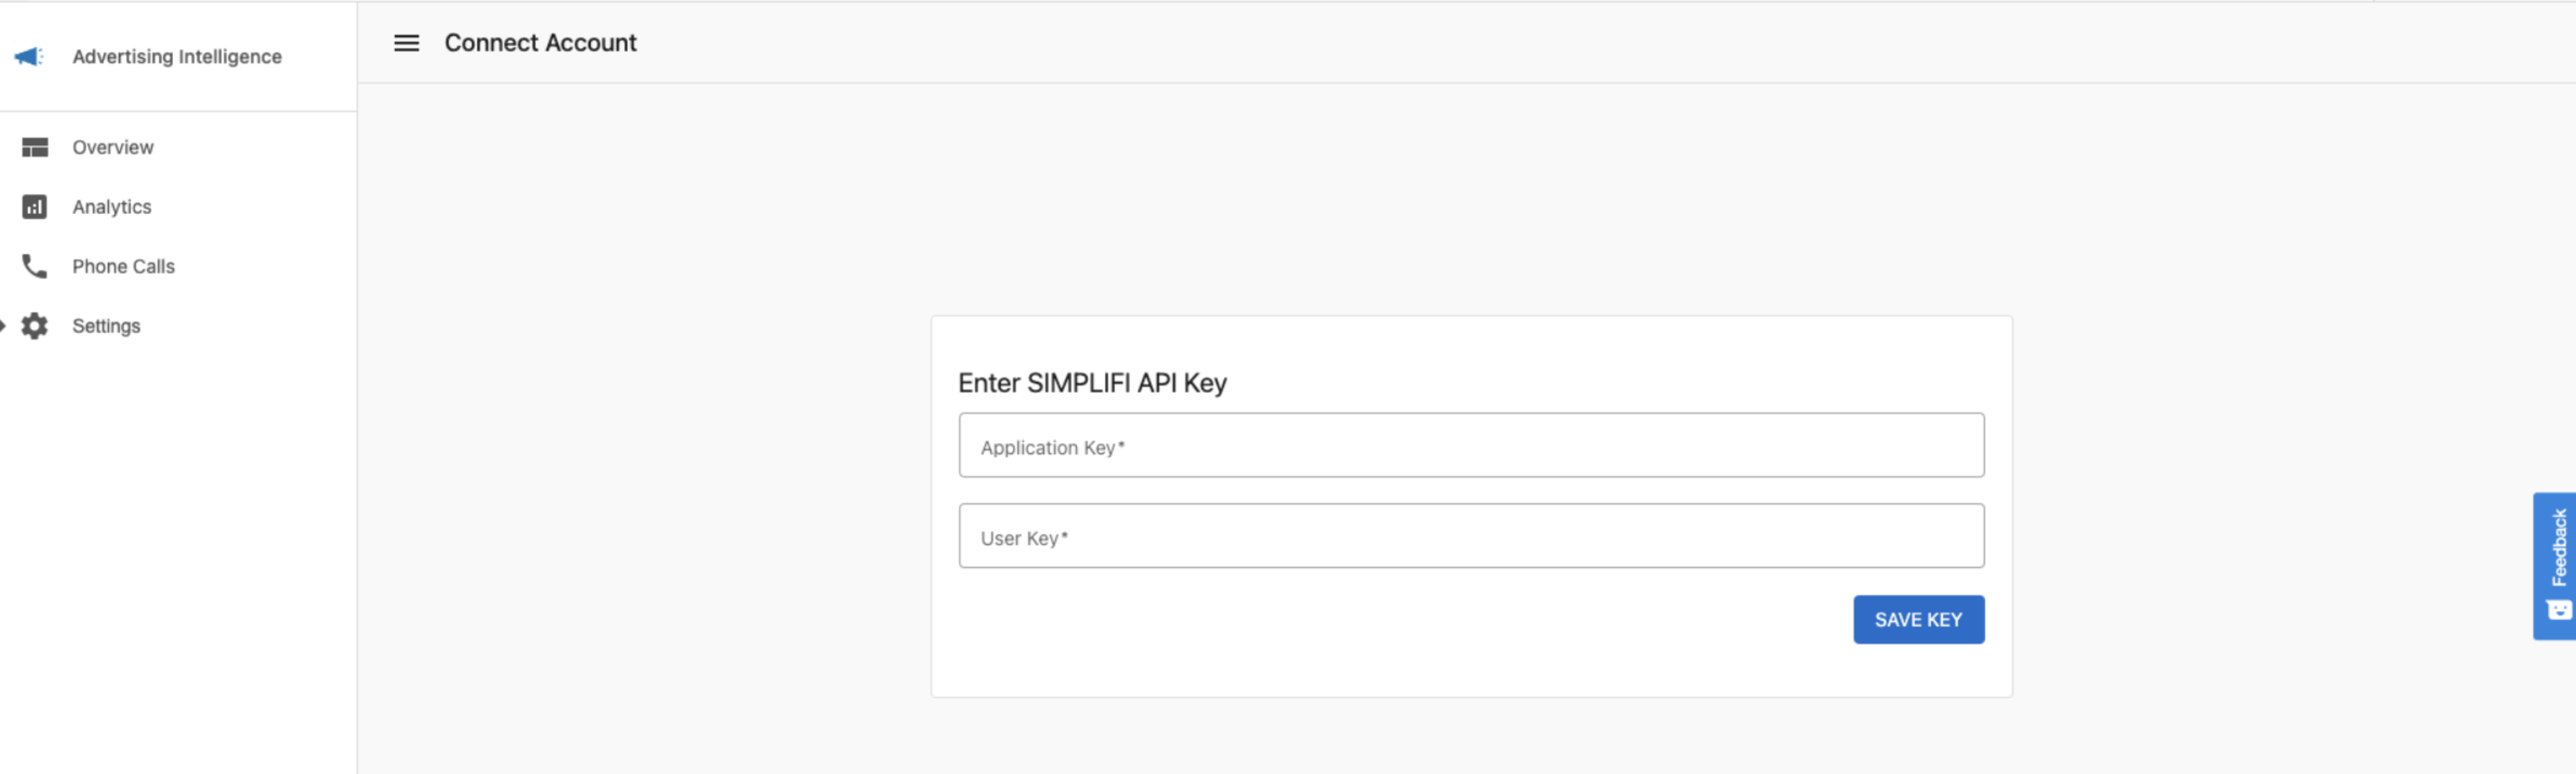 Advertising Intelligence
Overview
Analytics
Phone Calls
Settings
Connect Account
Enter SIMPLIFI API Key
Application Key*
User Key*
SAVE KEY
Feedback